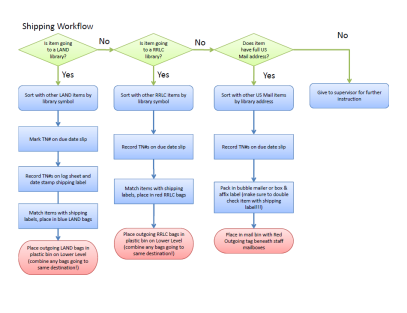 Shipping Workflow
Is item going
to a LAND
library?
No
Is item going
to a RRLC
library?
No
Does item
have full US
Mail address?
No
Yes
Yes
Yes
Sort with other LAND items by
library symbol
Sort with other RRLC items by
library symbol
Sort with other US Mail items
by library address
Give to supervisor for further
instruction
Mark TN# on due date slip
Record TN#s on due date slip
Record TN#s on due date slip
Record TN#s on log sheet and
date stamp shipping label
Match items with shipping
labels, place in red RRLC bags
Pack in bubble mailer or box &
affix label (make sure to double
check item with shipping
label!!!)
Match items with shippings
labels, place in blue LAND bags
Place outgoing LAND bags in
plastic bin on Lower Level
(combine any bags going to
same destination!)
Place outgoing RRLC bags in
plastic bin on Lower Level
(combine any bags going to
same destination!)
Place in mail bin with Red
Outgoing tag beneath staff
mailboxes